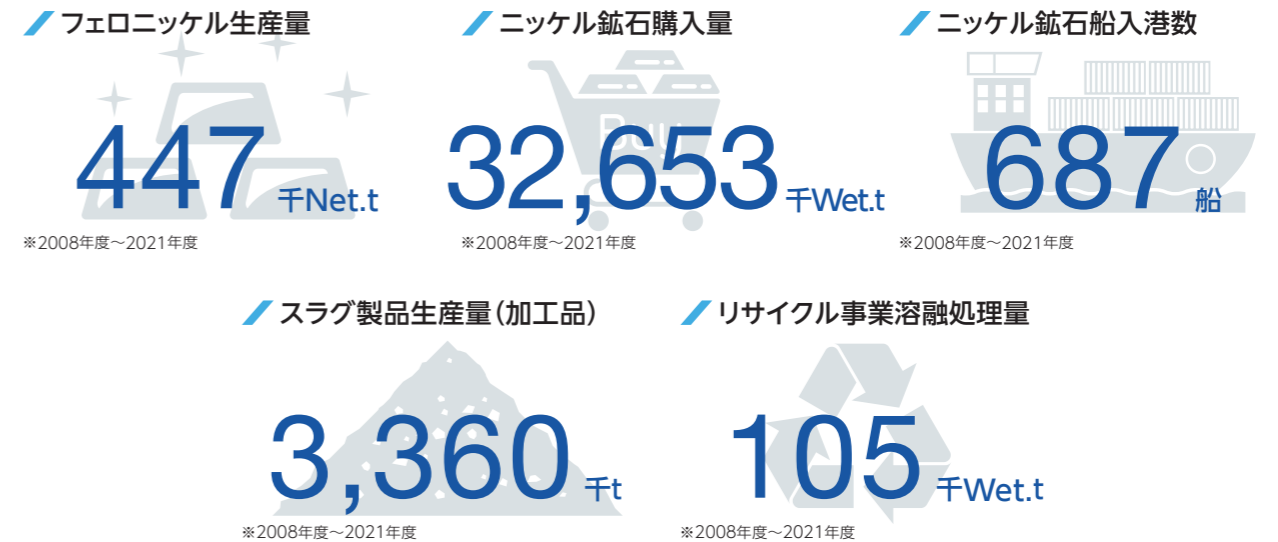 フェロニッケル生産量
447 千Net.t
※2008年度～2021年度
ニッケル鉱石購入量
Buy
32,653 千Wet.t
※2008年度～2021年度
ニッケル鉱石船入港数
687 船
※2008年度～2021年度
スラグ製品生産量（加工品）
3,360 千t
※2008年度～2021年度
リサイクル事業溶融処理量
105 千Wet.t
※2008年度～2021年度